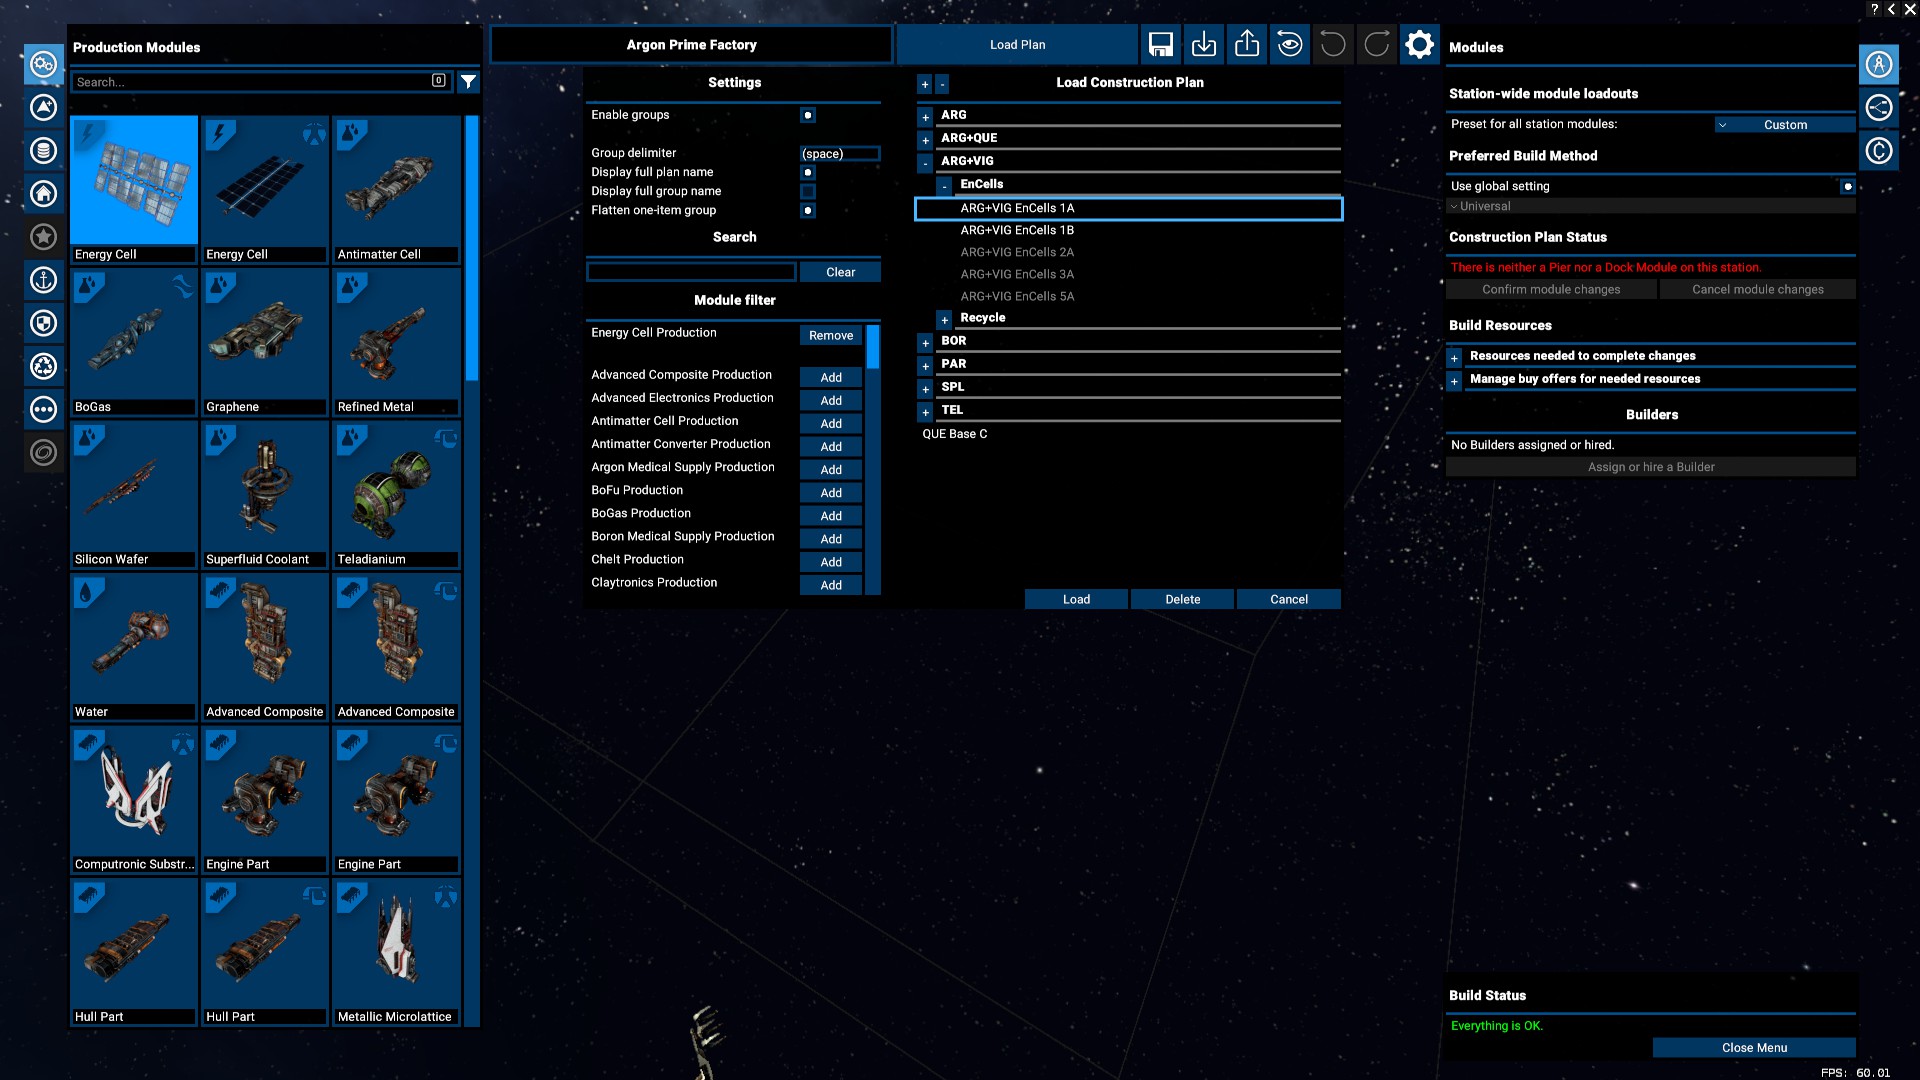 ? < X
Production Modules
Search...
0
Energy Cell
Energy Cell
Antimatter Cell
BoGas
Graphene
Refined Metal
Silicon Wafer
Superfluid Coolant
Teladianium
Water
Advanced Composite
Advanced Composite
Computronic Substr...
Engine Part
Engine Part
Hull Part
Hull Part
Metallic Microlattice
Argon Prime Factory
Load Plan
Settings
Enable groups
Group delimiter
(space)
Display full plan name
Display full group name
Flatten one-item group
Search
Clear
Module filter
Energy Cell Production
Remove
Advanced Composite Production
Add
Advanced Electronics Production
Add
Antimatter Cell Production
Add
Antimatter Converter Production
Add
Argon Medical Supply Production
Add
BoFu Production
Add
BoGas Production
Add
Boron Medical Supply Production
Add
Chelt Production
Add
Claytronics Production
Add
+ -
Load Construction Plan
+ ARG
+ ARG+QUE
- ARG+VIG
- EnCells
ARG+VIG EnCells 1A
ARG+VIG EnCells 1B
ARG+VIG EnCells 2A
ARG+VIG EnCells 3A
ARG+VIG EnCells 5A
+ Recycle
+ BOR
+ PAR
+ SPL
+ TEL
QUE Base C
Load
Delete
Cancel
Modules
Station-wide module loadouts
Preset for all station modules:
Custom
Preferred Build Method
Use global setting
Universal
Construction Plan Status
There is neither a Pier nor a Dock Module on this station.
Confirm module changes
Cancel module changes
Build Resources
+ Resources needed to complete changes
+ Manage buy offers for needed resources
Builders
No Builders assigned or hired.
Assign or hire a Builder
Build Status
Everything is OK.
Close Menu
FPS: 60.01